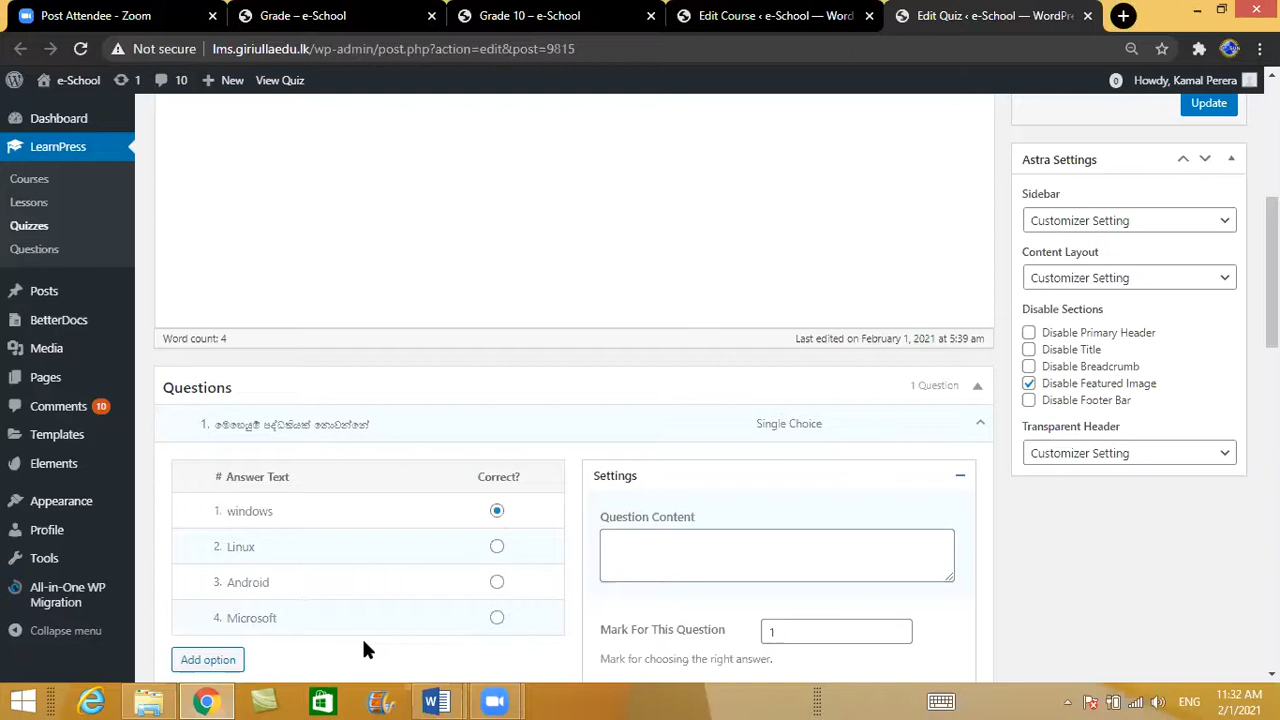 Post Attendee - Zoom
Grade – e-School
Grade 10 – e-School
Edit Course ‹ e-School — Word
Edit Quiz ‹ e-School — WordPre
Not secure
lms.giriullaedu.lk/wp-admin/post.php?action=edit&post=9815
e-School
1
10
New
View Quiz
0
Howdy, Kamal Perera
Dashboard
LearnPress
Courses
Lessons
Quizzes
Questions
Posts
BetterDocs
Media
Pages
Comments 10
Templates
Elements
Appearance
Profile
Tools
All-in-One WP
Migration
Collapse menu
Word count: 4
Last edited on February 1, 2021 at 5:39 am
Questions
1 Question
1. මෙහෙයුම් පද්ධතියක් නොවන්නේ
Single Choice
# Answer Text
Correct?
1. windows
2. Linux
3. Android
4. Microsoft
Add option
Settings
Question Content
Mark For This Question
1
Mark for choosing the right answer.
Update
Astra Settings
Sidebar
Customizer Setting
Content Layout
Customizer Setting
Disable Sections
Disable Primary Header
Disable Title
Disable Breadcrumb
Disable Featured Image
Disable Footer Bar
Transparent Header
Customizer Setting
ENG
11:32 AM
2/1/2021